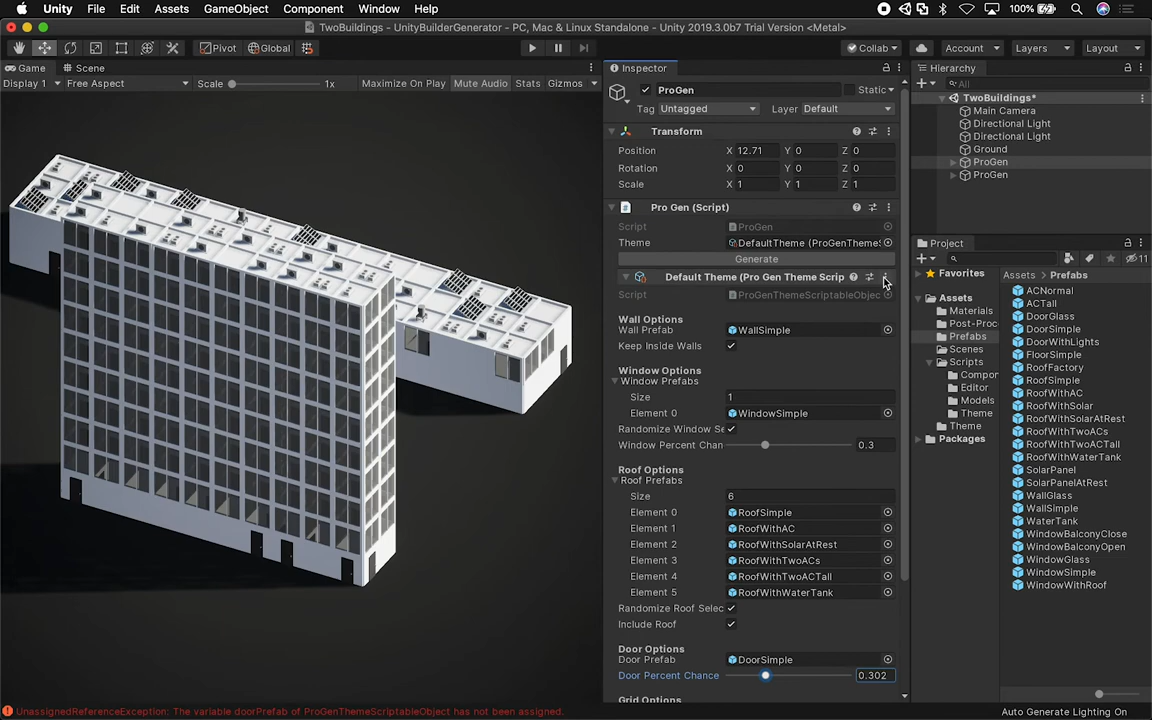 Unity File Edit Assets GameObject Component Window Help 100%
TwoBuildings - UnityBuilderGenerator - PC, Mac & Linux Standalone - Unity 2019.3.0b7 Trial Version <Metal>
Pivot Global Collab Account Layers Layout
Game Scene
Display 1 Free Aspect Scale 1x Maximize On Play Mute Audio Stats Gizmos
Inspector
ProGen Static
Tag Untagged Layer Default
Transform
Position X 12.71 Y 0 Z 0
Rotation X 0 Y 0 Z 0
Scale X 1 Y 1 Z 1
Pro Gen (Script)
Script ProGen
Theme DefaultTheme (ProGenThemeS
Generate
Default Theme (Pro Gen Theme Scrip
Script ProGenThemeScriptableObjec
Wall Options
Wall Prefab WallSimple
Keep Inside Walls
Window Options
Window Prefabs
Size 1
Element 0 WindowSimple
Randomize Window Se
Window Percent Chan 0.3
Roof Options
Roof Prefabs
Size 6
Element 0 RoofSimple
Element 1 RoofWithAC
Element 2 RoofWithSolarAtRest
Element 3 RoofWithTwoACs
Element 4 RoofWithTwoACTall
Element 5 RoofWithWaterTank
Randomize Roof Selec
Include Roof
Door Options
Door Prefab DoorSimple
Door Percent Chance 0.302
Grid Options
Hierarchy
All
TwoBuildings*
Main Camera
Directional Light
Directional Light
Ground
ProGen
ProGen
Project
11
Favorites
Assets
Materials
Post-Proc
Prefabs
Scenes
Scripts
Compor
Editor
Models
Theme
Theme
Packages
Assets > Prefabs
ACNormal
ACTall
DoorGlass
DoorSimple
DoorWithLights
FloorSimple
RoofFactory
RoofSimple
RoofWithAC
RoofWithSolar
RoofWithSolarAtRest
RoofWithTwoACs
RoofWithTwoACTall
RoofWithWaterTank
SolarPanel
SolarPanelAtRest
WallGlass
WallSimple
WaterTank
WindowBalconyClose
WindowBalconyOpen
WindowGlass
WindowSimple
WindowWithRoof
UnassignedReferenceException: The variable doorPrefab of ProGenThemeScriptableObject has not been assigned.
Auto Generate Lighting On